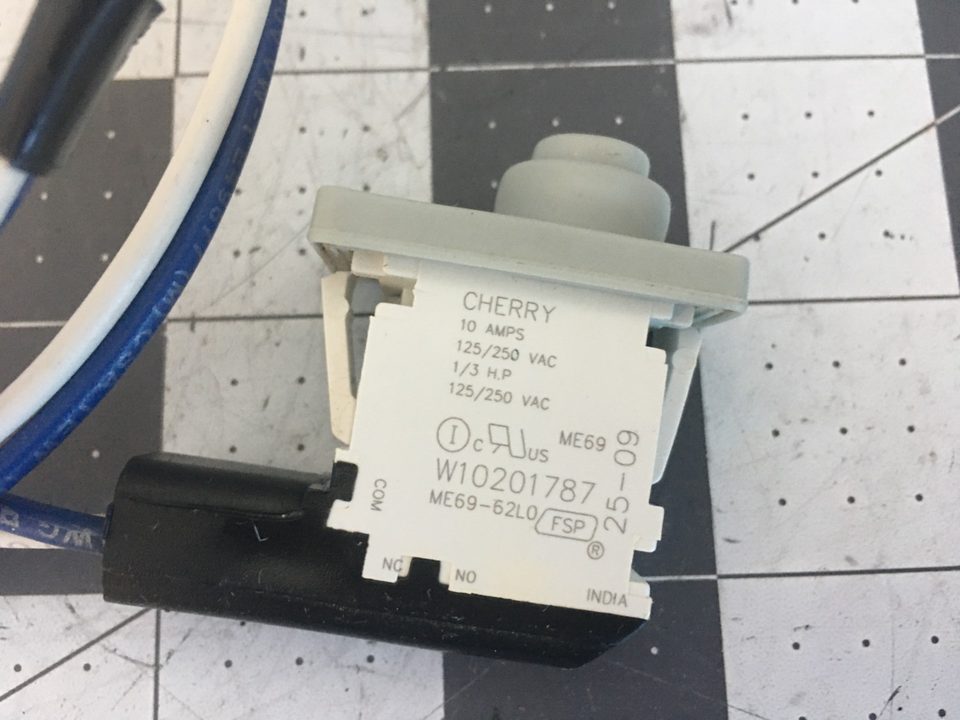 CHERRY
10 AMPS
125/250 VAC
1/3 H.P
125/250 VAC
I c UR US ME69
W10201787
ME69-62L0 FSP ®
25-09
COM
NC NO
INDIA